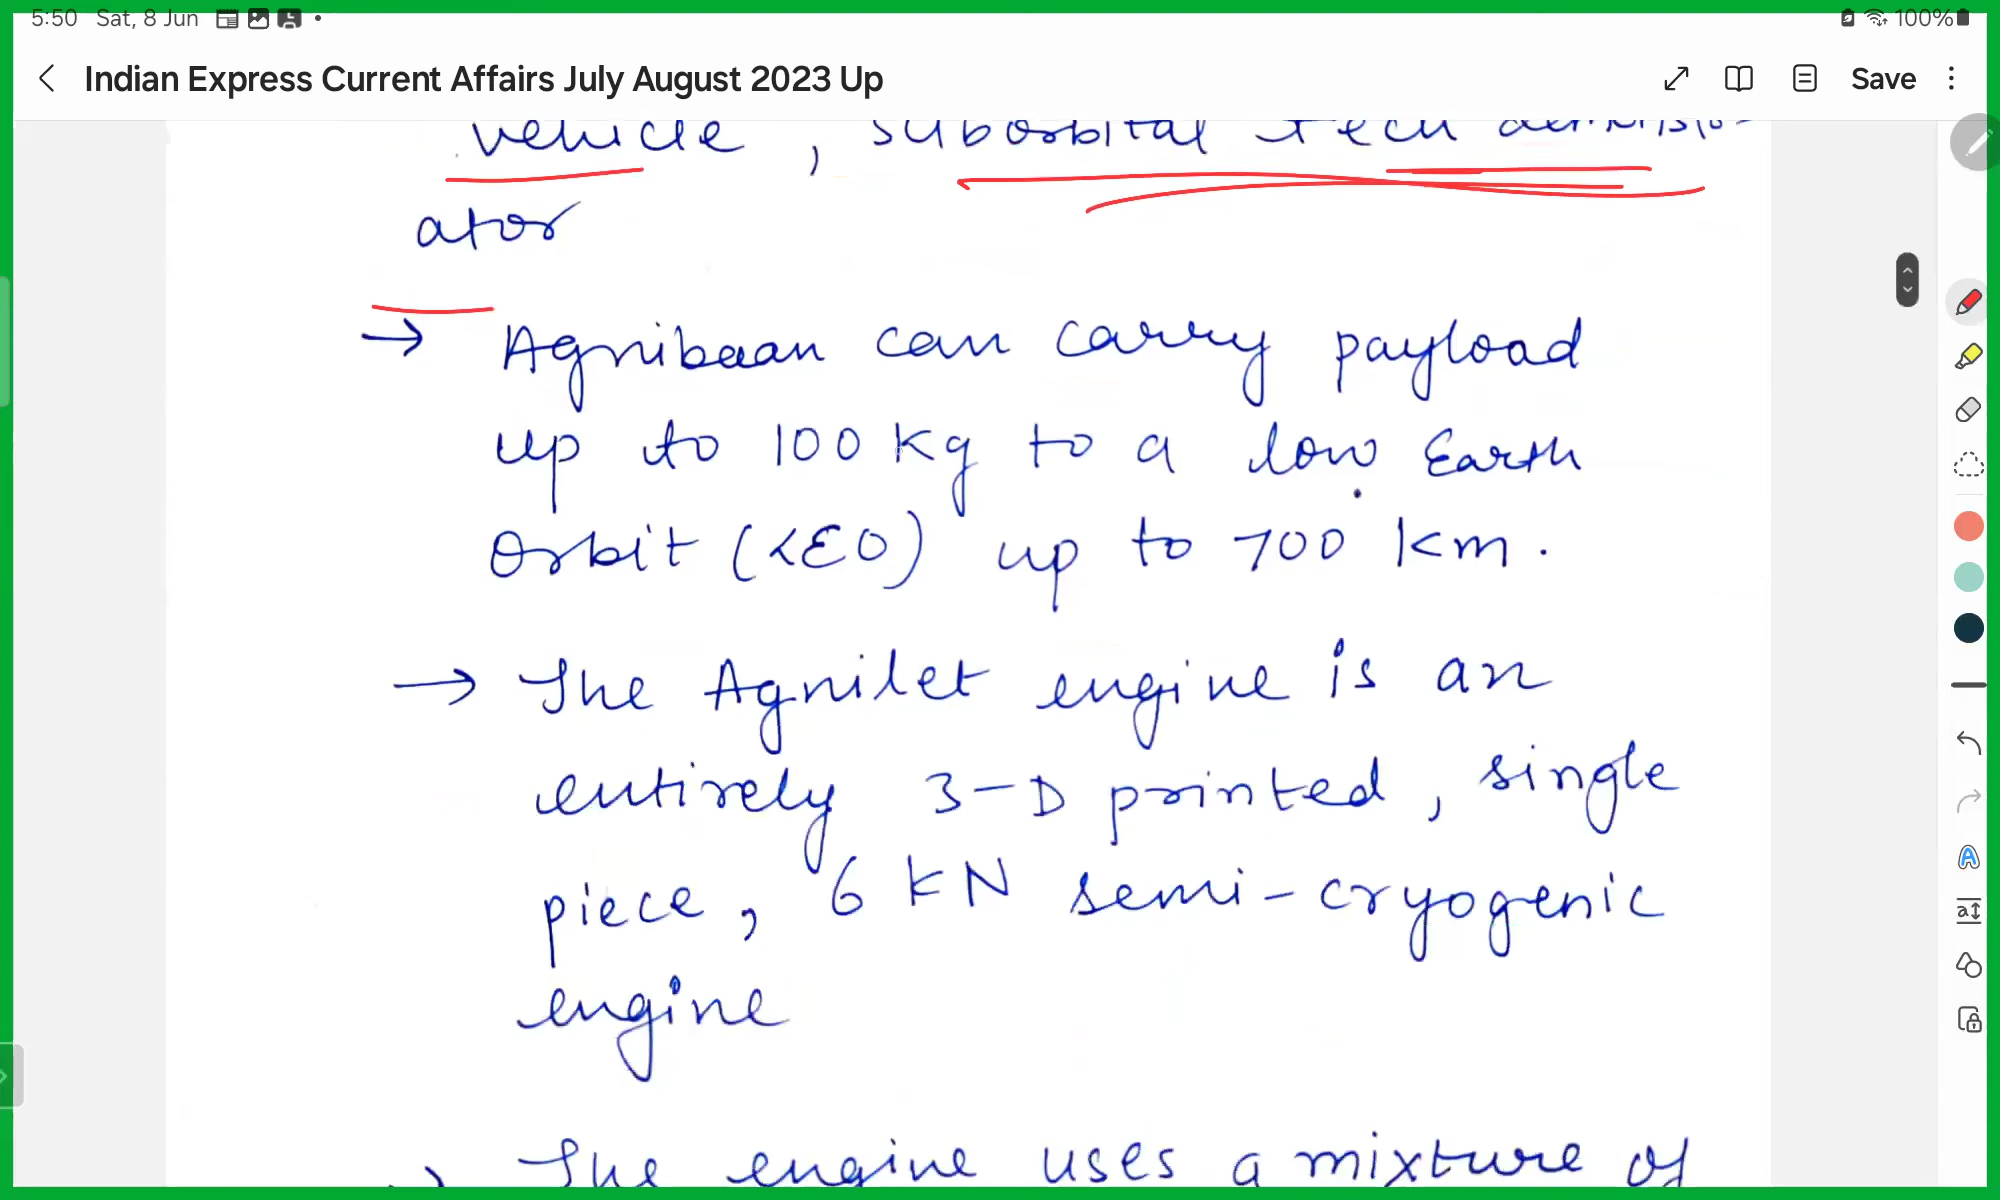 5:50 Sat, 8 Jun
100%
Indian Express Current Affairs July August 2023 Up
Save
vehicle, suborbital tech
ator
→ Agnibaan can carry payload
up to 100 Kg to a low Earth
Orbit (LEO) up to 700 km.
→ The Agnilet engine is an
entirely 3-D printed, single
piece, 6 KN semi-cryogenic
engine
The engine uses a mixture of